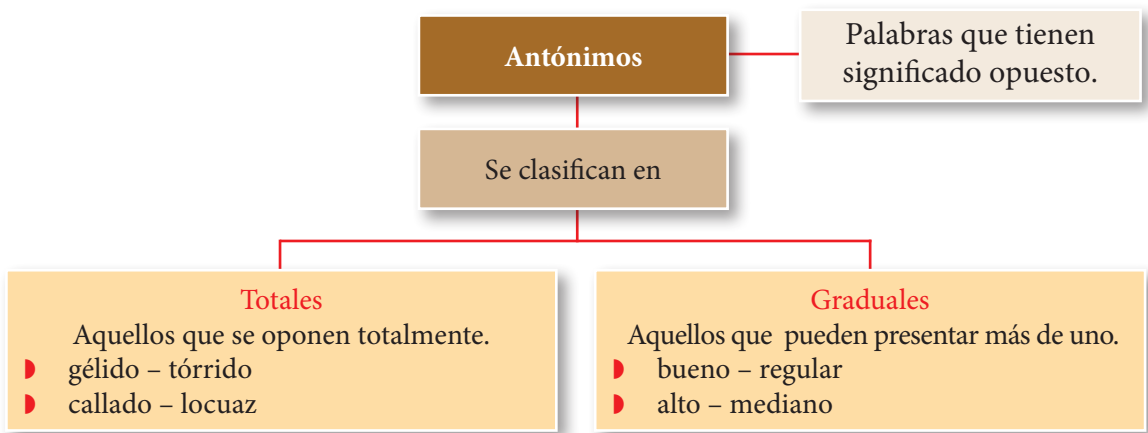 Antónimos
Palabras que tienen
significado opuesto.
Se clasifican en
Totales
Aquellos que se oponen totalmente.
gélido – tórrido
callado – locuaz
Graduales
Aquellos que pueden presentar más de uno.
bueno – regular
alto – mediano